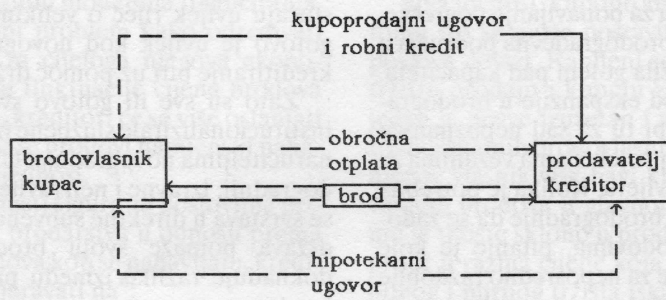 kupoprodajni ugovor
i robni kredit
brodovlasnik
kupac
obročna
otplata
brod
prodavatelj
kreditor
hipotekarni
ugovor